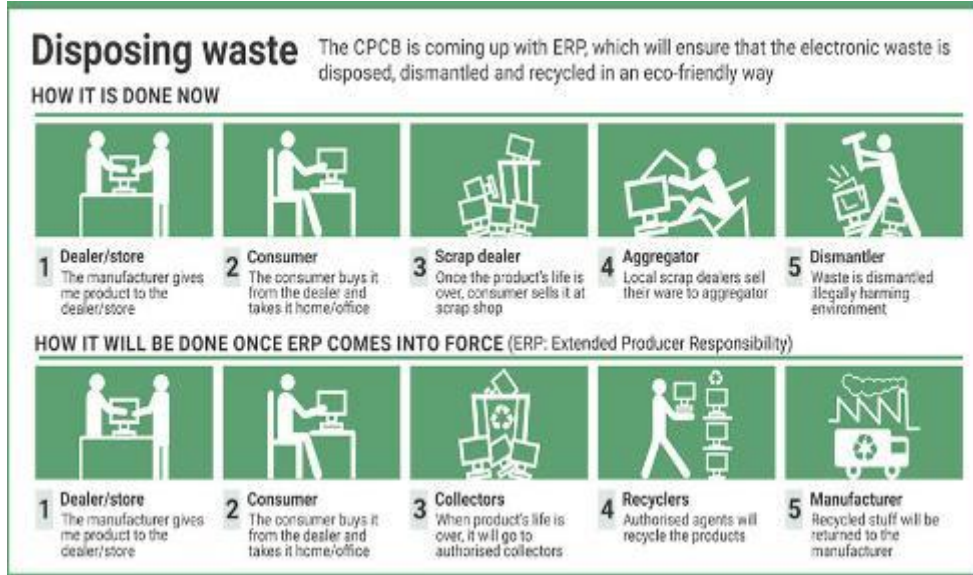 Disposing waste
The CPCB is coming up with ERP, which will ensure that the electronic waste is
disposed, dismantled and recycled in an eco-friendly way
HOW IT IS DONE NOW
1 Dealer/store
The manufacturer gives
me product to the
dealer/store
2 Consumer
The consumer buys it
from the dealer and
takes it home/office
3 Scrap dealer
Once the product's life is
over, consumer sells it at
scrap shop
4 Aggregator
Local scrap dealers sell
their ware to aggregator
5 Dismantler
Waste is dismantled
illegally harming
environment
HOW IT WILL BE DONE ONCE ERP COMES INTO FORCE (ERP: Extended Producer Responsibility)
1 Dealer/store
The manufacturer gives
me product to the
dealer/store
2 Consumer
The consumer buys it
from the dealer and
takes it home/office
3 Collectors
When product's life is
over, it will go to
authorised collectors
4 Recyclers
Authorised agents will
recycle the products
5 Manufacturer
Recycled stuff will be
returned to the
manufacturer